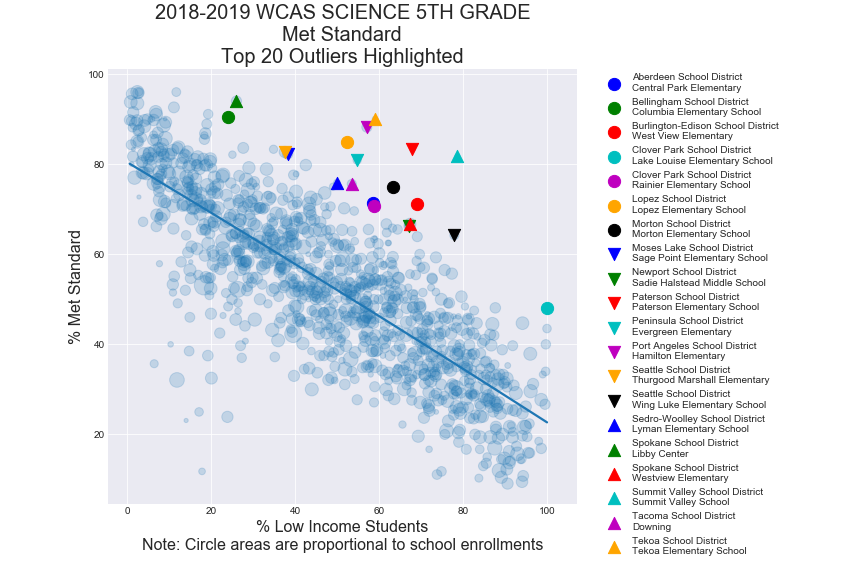 2018-2019 WCAS SCIENCE 5TH GRADE
Met Standard
Top 20 Outliers Highlighted
% Met Standard
100
80
60
40
20
0
20
40
60
80
100
% Low Income Students
Note: Circle areas are proportional to school enrollments
Aberdeen School District
Central Park Elementary
Bellingham School District
Columbia Elementary School
Burlington-Edison School District
West View Elementary
Clover Park School District
Lake Louise Elementary School
Clover Park School District
Rainier Elementary School
Lopez School District
Lopez Elementary School
Morton School District
Morton Elementary School
Moses Lake School District
Sage Point Elementary School
Newport School District
Sadie Halstead Middle School
Paterson School District
Paterson Elementary School
Peninsula School District
Evergreen Elementary
Port Angeles School District
Hamilton Elementary
Seattle School District
Thurgood Marshall Elementary
Seattle School District
Wing Luke Elementary School
Sedro-Woolley School District
Lyman Elementary School
Spokane School District
Libby Center
Spokane School District
Westview Elementary
Summit Valley School District
Summit Valley School
Tacoma School District
Downing
Tekoa School District
Tekoa Elementary School